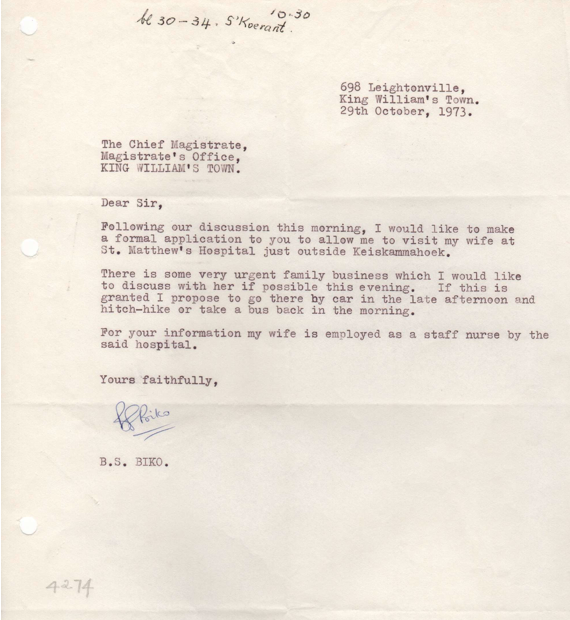 10-30
bl 30-34. S'Koerant.
698 Leightonville,
King William's Town.
29th October, 1973.
The Chief Magistrate,
Magistrate's Office,
KING WILLIAM'S TOWN.
Dear Sir,
Following our discussion this morning, I would like to make
a formal application to you to allow me to visit my wife at
St. Matthew's Hospital just outside Keiskammahoek.
There is some very urgent family business which I would like
to discuss with her if possible this evening. If this is
granted I propose to go there by car in the late afternoon and
hitch-hike or take a bus back in the morning.
For your information my wife is employed as a staff nurse by the
said hospital.
Yours faithfully,
BSBiko
B.S. BIKO.
4274